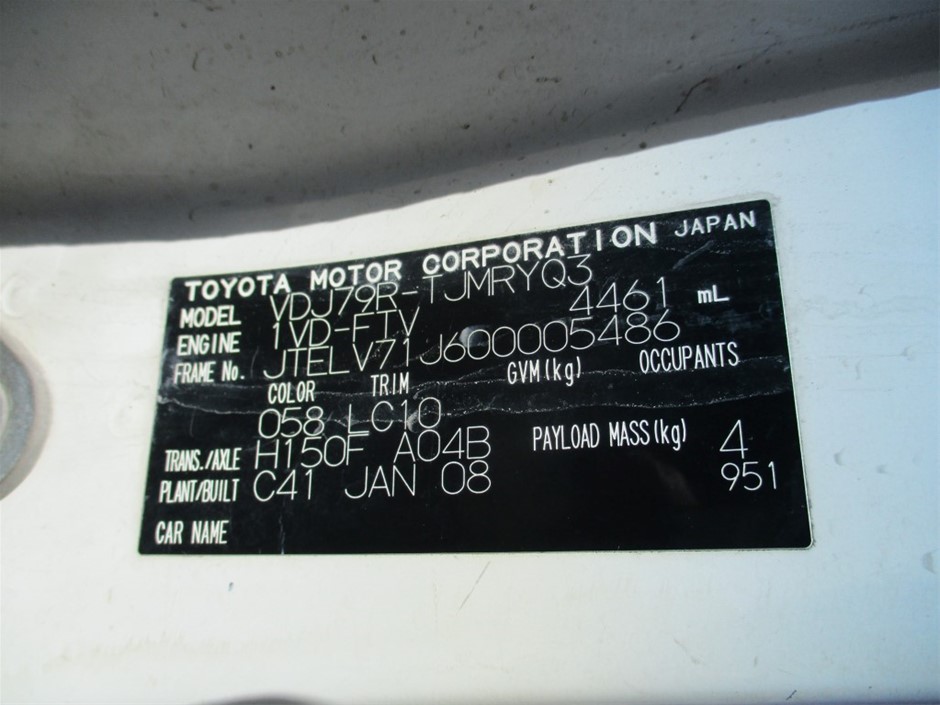 TOYOTA MOTOR CORPORATION JAPAN
MODEL VDJ79R-TJMRYQ3
ENGINE 1VD-FTV 4461 mL
FRAME No. JTELV71J600005486
COLOR TRIM GVM(kg) OCCUPANTS
058 LC10
TRANS./AXLE H150F A04B PAYLOAD MASS(kg) 4
PLANT/BUILT C41 JAN 08 951
CAR NAME